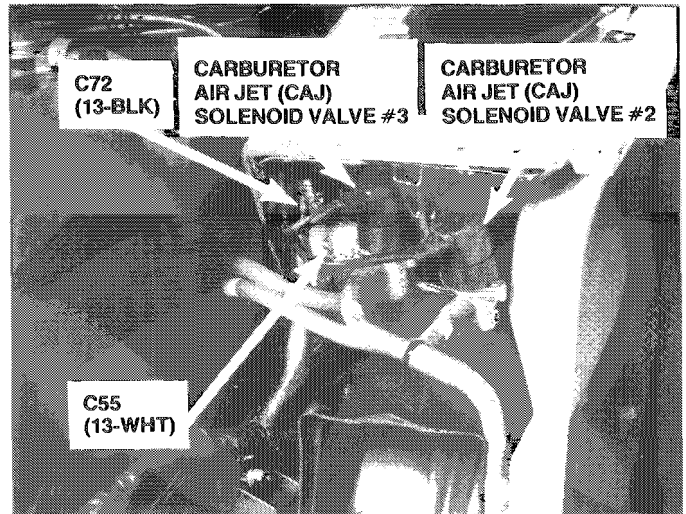 C72
(13-BLK)
CARBURETOR
AIR JET (CAJ)
SOLENOID VALVE #3
CARBURETOR
AIR JET (CAJ)
SOLENOID VALVE #2
C55
(13-WHT)